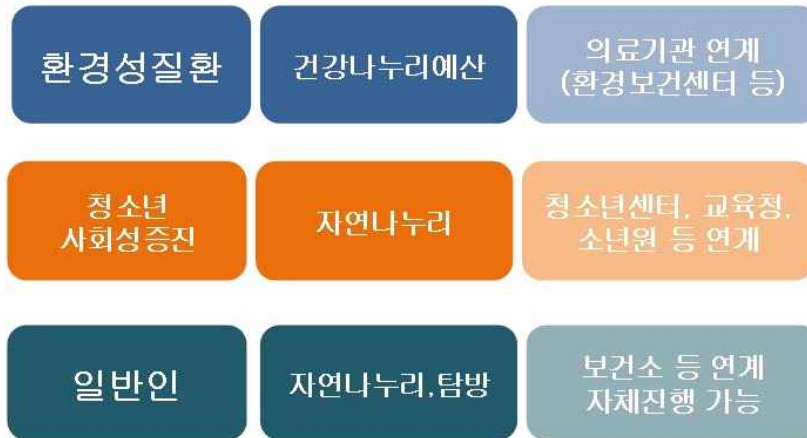 환경성질환
건강나누리예산
의료기관 연계
(환경보건센터 등)
청소년
사회성증진
자연나누리
청소년센터, 교육청,
소년원 등 연계
일반인
자연나누리,탐방
보건소 등 연계
자체진행 가능